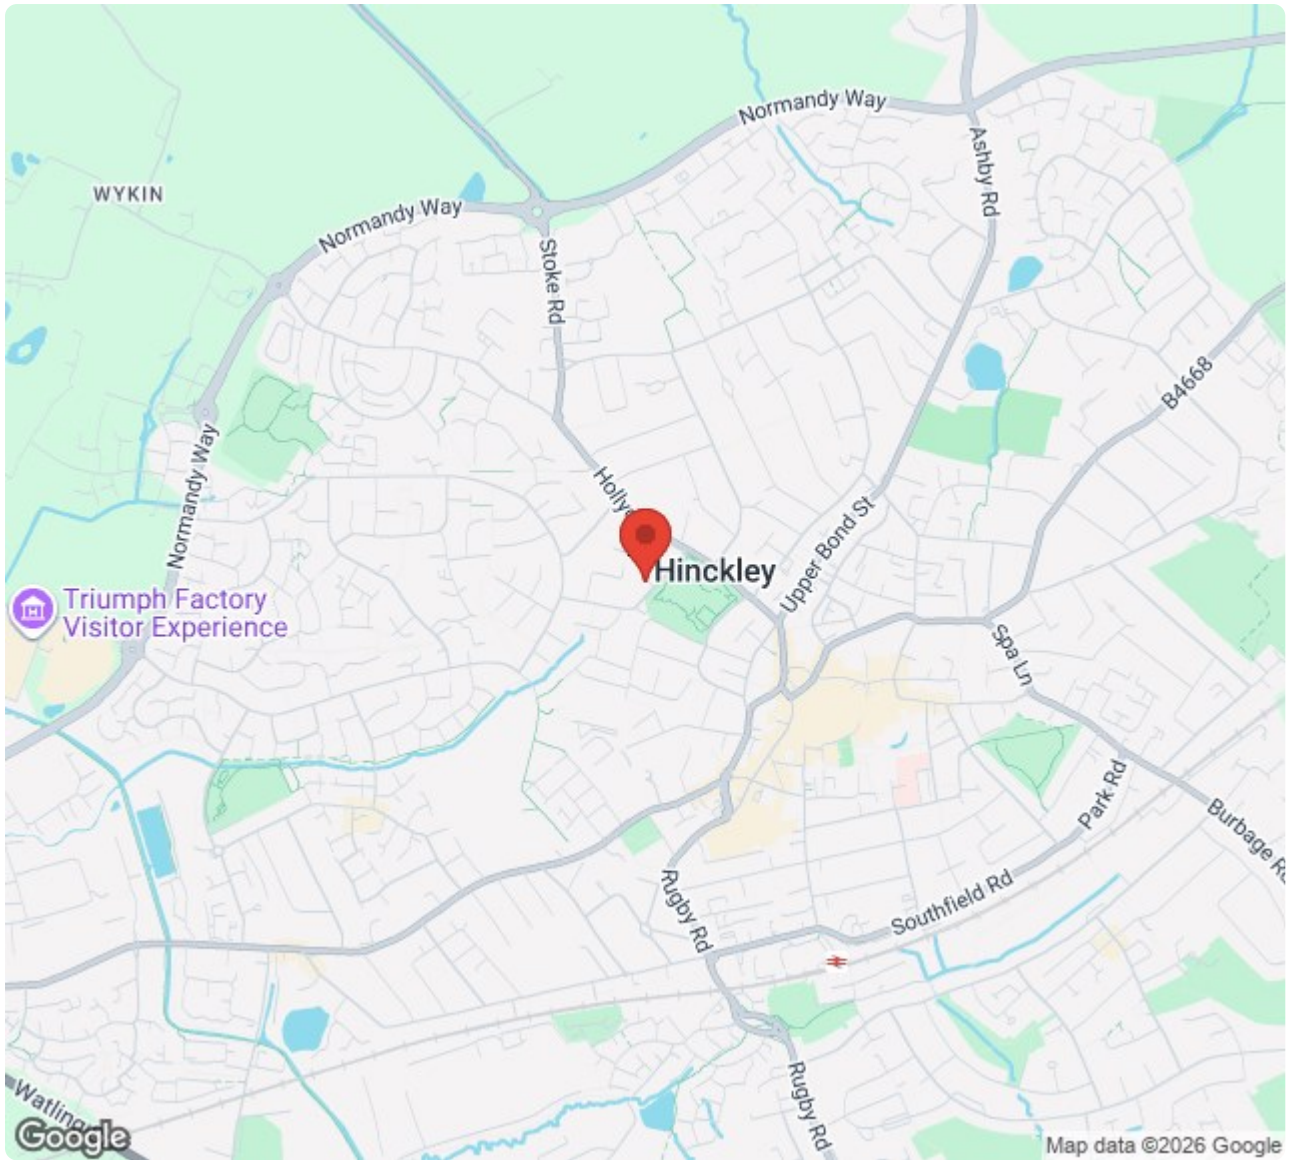 Normandy Way
Ashby Rd
WYKIN
Normandy Way
Stoke Rd
B4668
Normandy Way
Upper Bond St
Hinckley
Triumph Factory
Visitor Experience
Spa Ln
Park Rd
Burbage
Rugby Rd
Southfield Rd
Rugby Rd
Google
Map data ©2026 Google